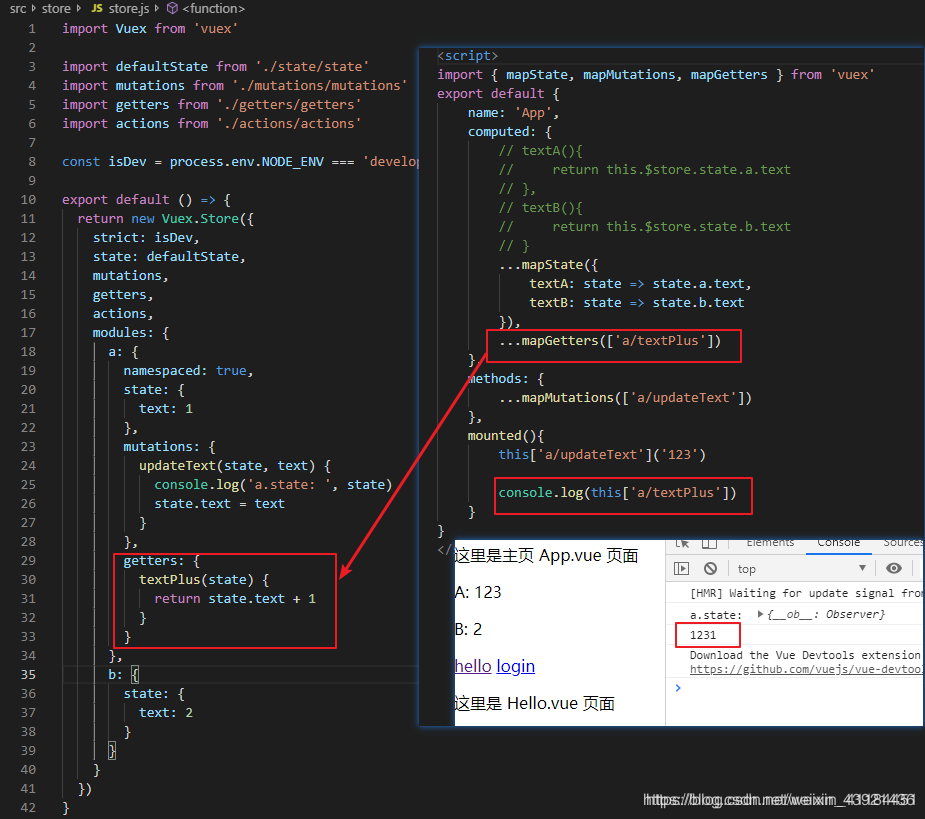 src › store › JS store.js › <function>
1 import Vuex from 'vuex'
2
3 import defaultState from './state/state'
4 import mutations from './mutations/mutations'
5 import getters from './getters/getters'
6 import actions from './actions/actions'
7
8 const isDev = process.env.NODE_ENV === 'develop
9
10 export default () => {
11 return new Vuex.Store({
12 strict: isDev,
13 state: defaultState,
14 mutations,
15 getters,
16 actions,
17 modules: {
18 a: {
19 namespaced: true,
20 state: {
21 text: 1
22 },
23 mutations: {
24 updateText(state, text) {
25 console.log('a.state: ', state)
26 state.text = text
27 }
28 },
29 getters: {
30 textPlus(state) {
31 return state.text + 1
32 }
33 }
34 },
35 b: {
36 state: {
37 text: 2
38 }
39 }
40 }
41 })
42 }
<script>
import { mapState, mapMutations, mapGetters } from 'vuex'
export default {
name: 'App',
computed: {
// textA(){
// return this.$store.state.a.text
// },
// textB(){
// return this.$store.state.b.text
// }
...mapState({
textA: state => state.a.text,
textB: state => state.b.text
}),
...mapGetters(['a/textPlus'])
},
methods: {
...mapMutations(['a/updateText'])
},
mounted(){
this['a/updateText']('123')
console.log(this['a/textPlus'])
}
}
</
这里是主页 App.vue 页面
A: 123
B: 2
hello login
这里是 Hello.vue 页面
Elements Console Sources
top
[HMR] Waiting for update signal from
a.state: {__ob__: Observer}
1231
Download the Vue Devtools extension
https://github.com/vuejs/vue-devtool
>